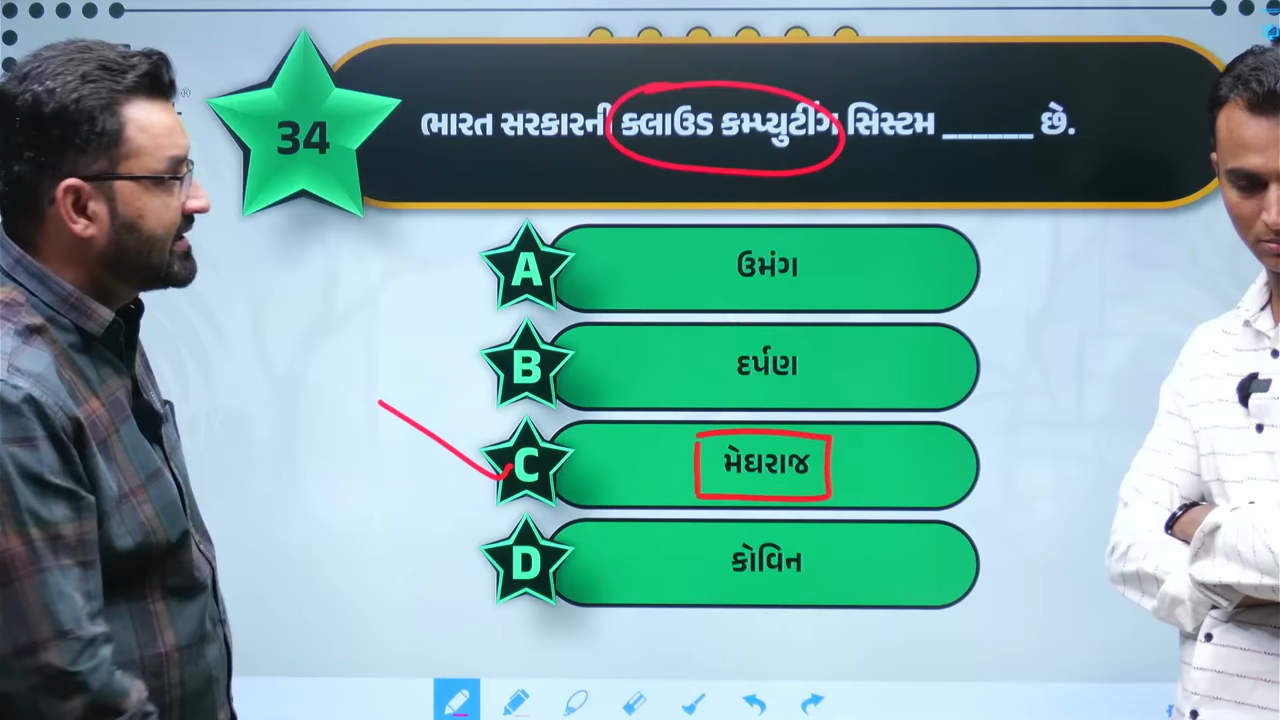 ®
34
ભારત સરકારની ક્લાઉડ કમ્પ્યુટીંગ સિસ્ટમ ______ છે.
A ઉમંગ
B દર્પણ
C મેઘરાજ
D કોવિન